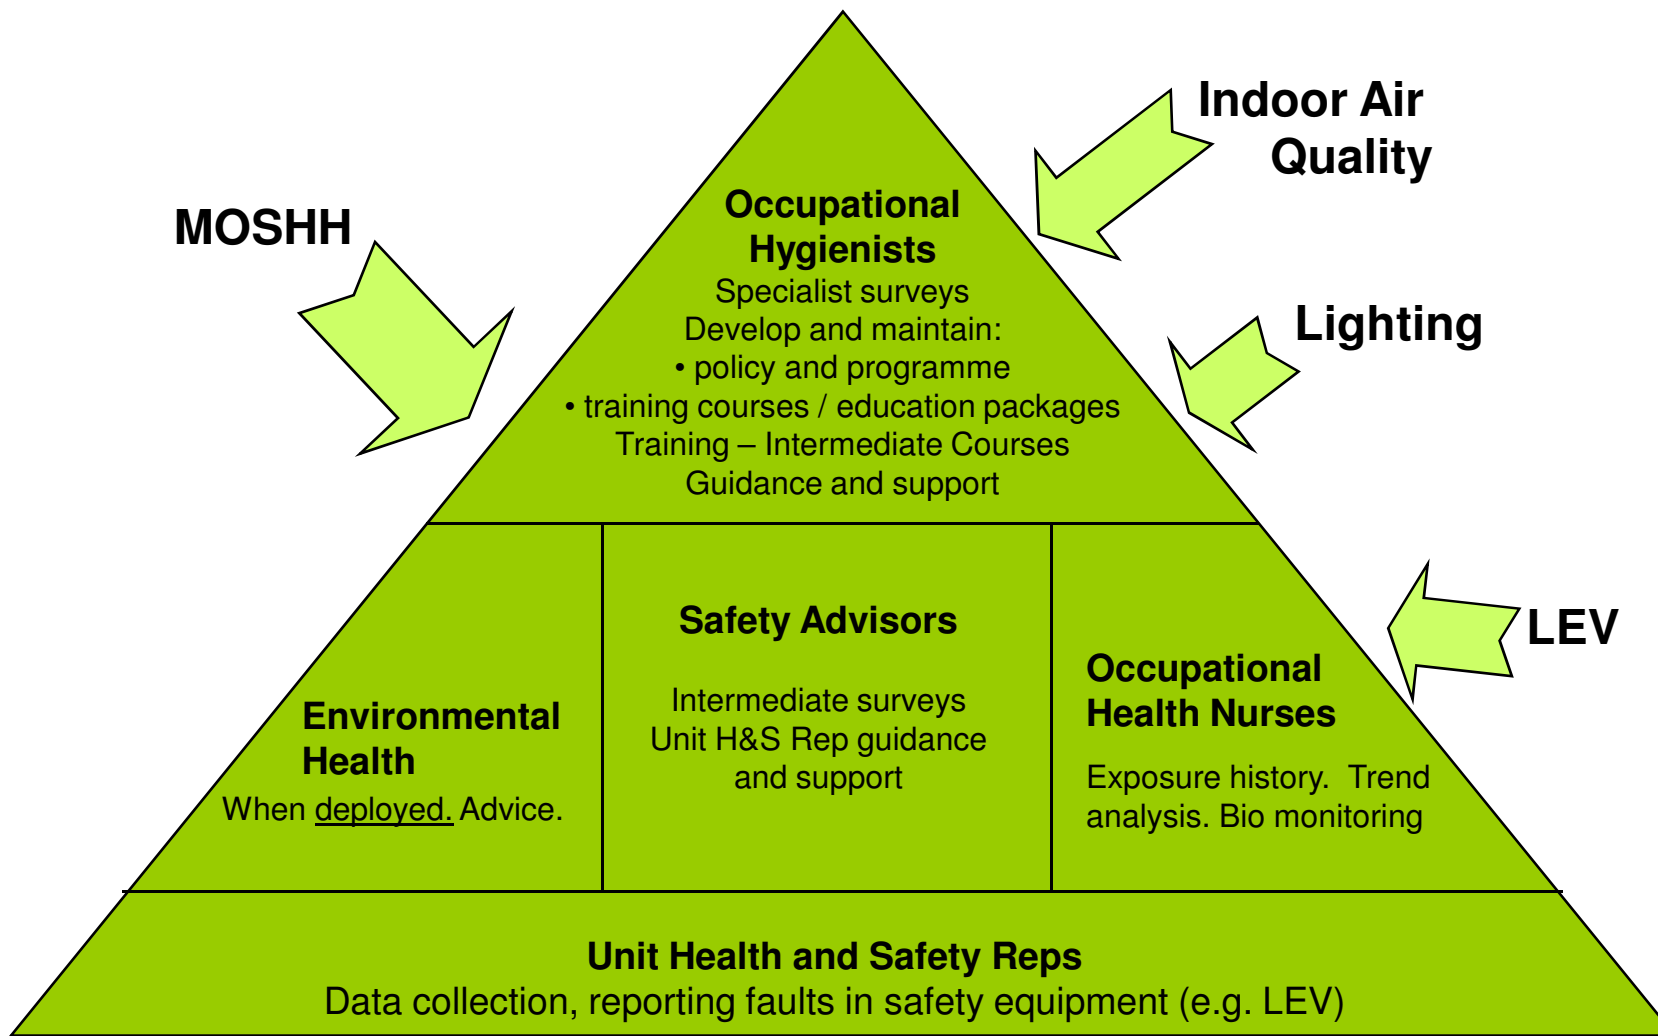 Indoor Air
Quality
MOSHH
Occupational
Hygienists
Specialist surveys
Develop and maintain:
• policy and programme
• training courses / education packages
Training – Intermediate Courses
Guidance and support
Lighting
LEV
Environmental
Health
When deployed. Advice.
Safety Advisors
Intermediate surveys
Unit H&S Rep guidance
and support
Occupational
Health Nurses
Exposure history.  Trend
analysis. Bio monitoring
Unit Health and Safety Reps
Data collection, reporting faults in safety equipment (e.g. LEV)